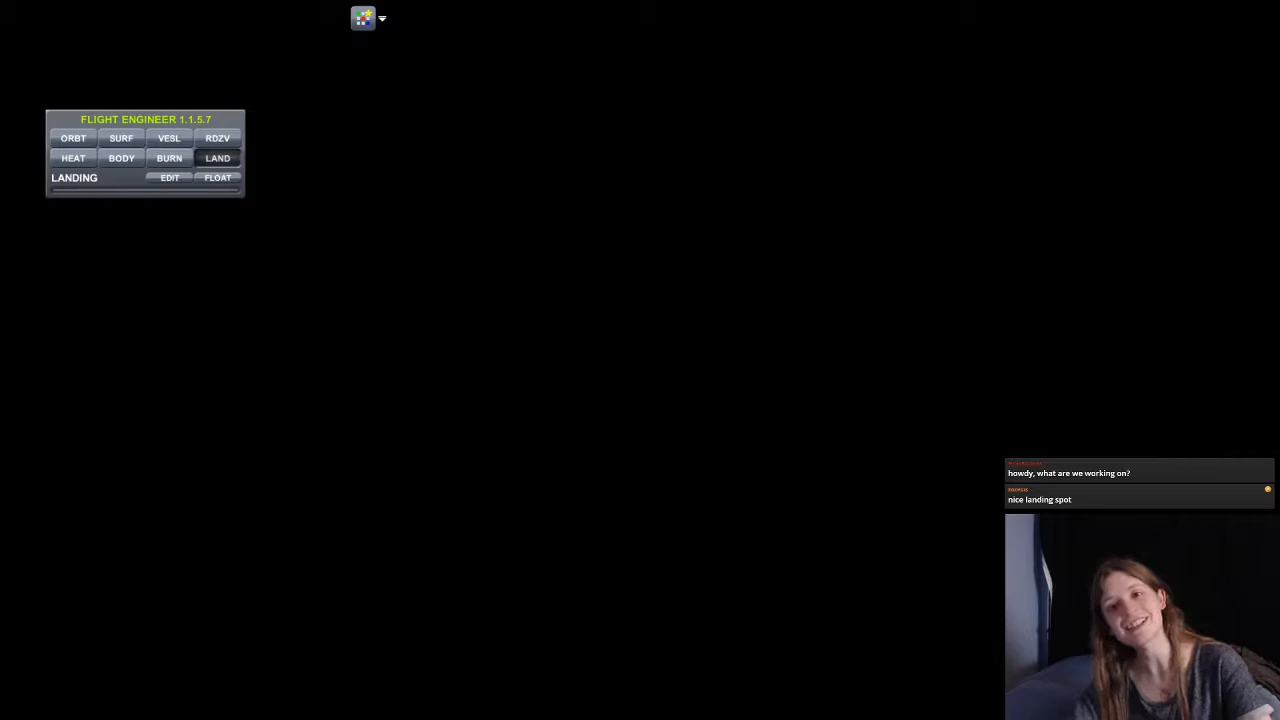 FLIGHT ENGINEER 1.1.5.7
ORBT SURF VESL RDZV
HEAT BODY BURN LAND
LANDING EDIT FLOAT
howdy, what are we working on?
nice landing spot